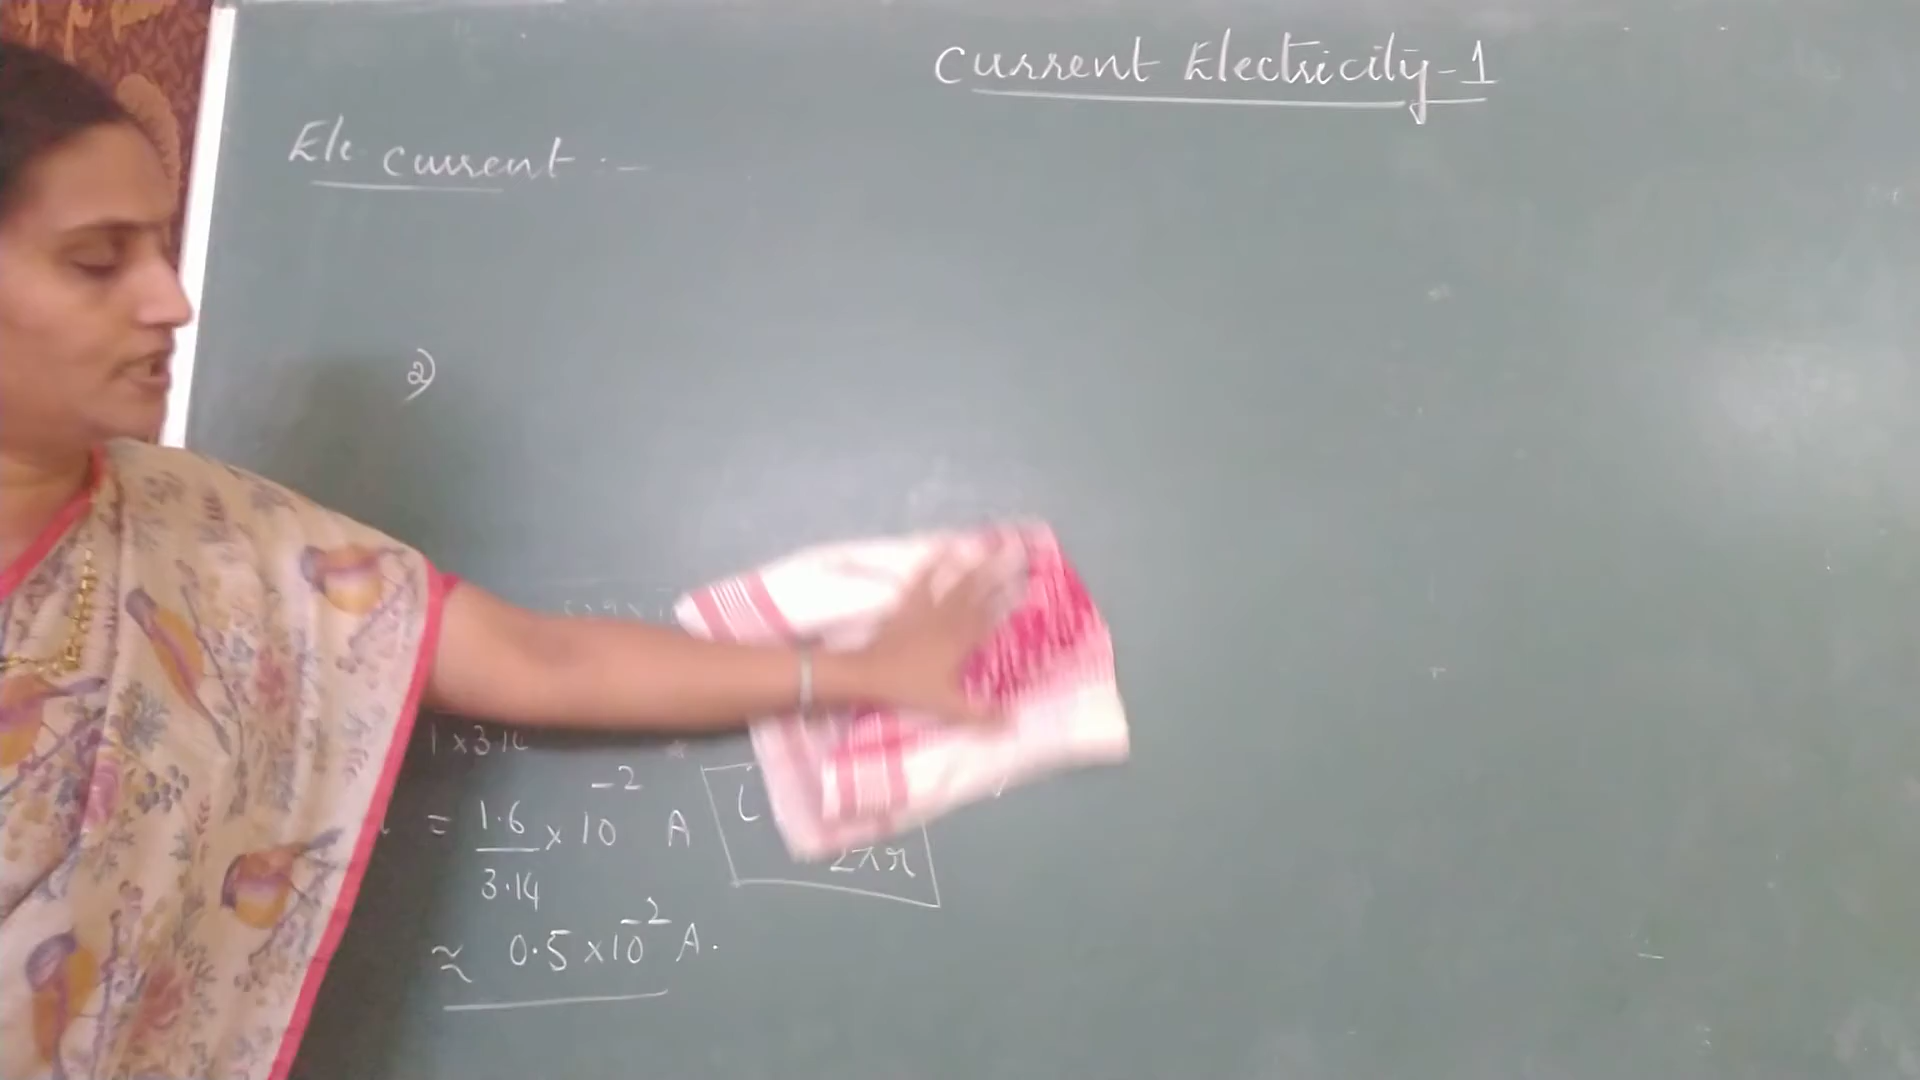 Current Electricity-1
Ele current :-
2)
1 x 3.14
= 1.6 x 10 -2 A
3.14
2πr
≈ 0.5 x 10 -2 A.